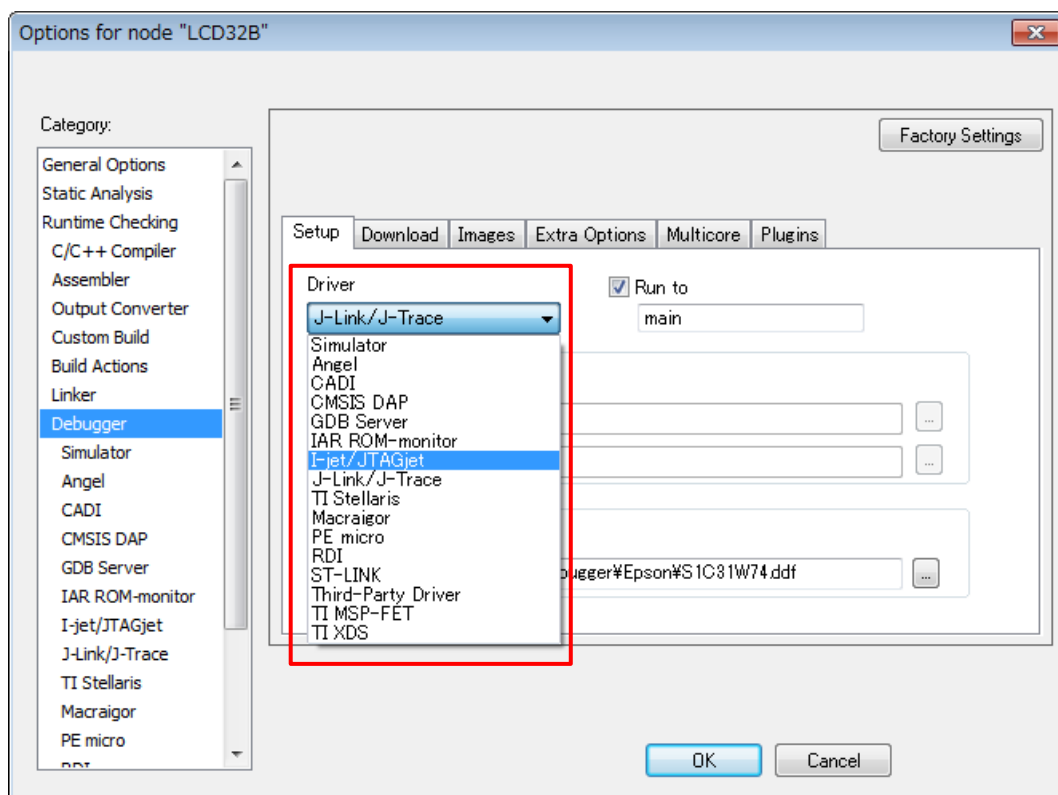 Options for node "LCD32B"
Category:
General Options
Static Analysis
Runtime Checking
C/C++ Compiler
Assembler
Output Converter
Custom Build
Build Actions
Linker
Debugger
Simulator
Angel
CADI
CMSIS DAP
GDB Server
IAR ROM-monitor
I-jet/JTAGjet
J-Link/J-Trace
TI Stellaris
Macraigor
PE micro
RDI
Factory Settings
Setup Download Images Extra Options Multicore Plugins
Driver
J-Link/J-Trace
Simulator
Angel
CADI
CMSIS DAP
GDB Server
IAR ROM-monitor
I-jet/JTAGjet
J-Link/J-Trace
TI Stellaris
Macraigor
PE micro
RDI
ST-LINK
Third-Party Driver
TI MSP-FET
TI XDS
Run to
main
...
...
bugger¥Epson¥S1C31W74.ddf
...
OK Cancel